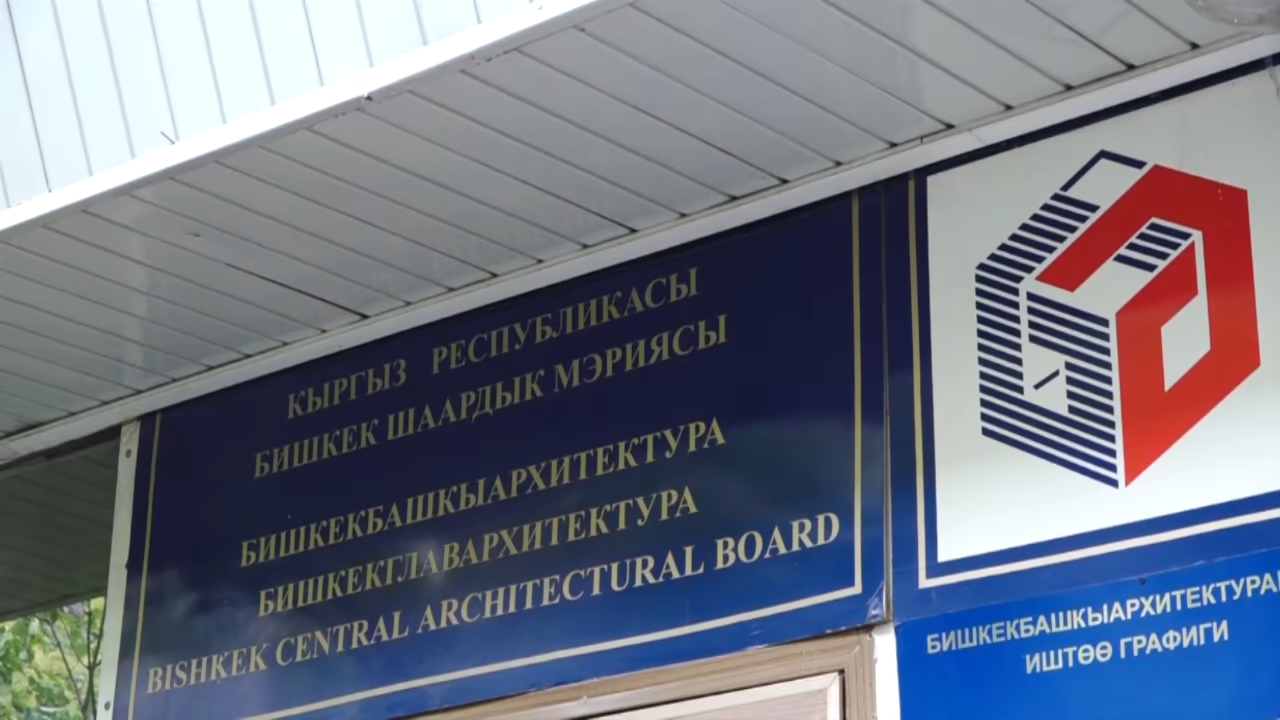 КЫРГЫЗ РЕСПУБЛИКАСЫ
БИШКЕК ШААРДЫК МЭРИЯСЫ
БИШКЕКБАШКЫАРХИТЕКТУРА
БИШКЕКГЛАВАРХИТЕКТУРА
BISHKEK CENTRAL ARCHITECTURAL BOARD
БИШКЕКБАШКЫАРХИТЕКТУРА
ИШТӨӨ ГРАФИГИ